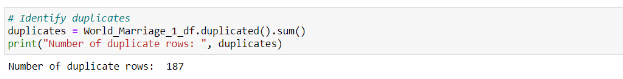 # Identify duplicates
duplicates = World_Marriage_1_df.duplicated().sum()
print("Number of duplicate rows: ", duplicates)
Number of duplicate rows:  187